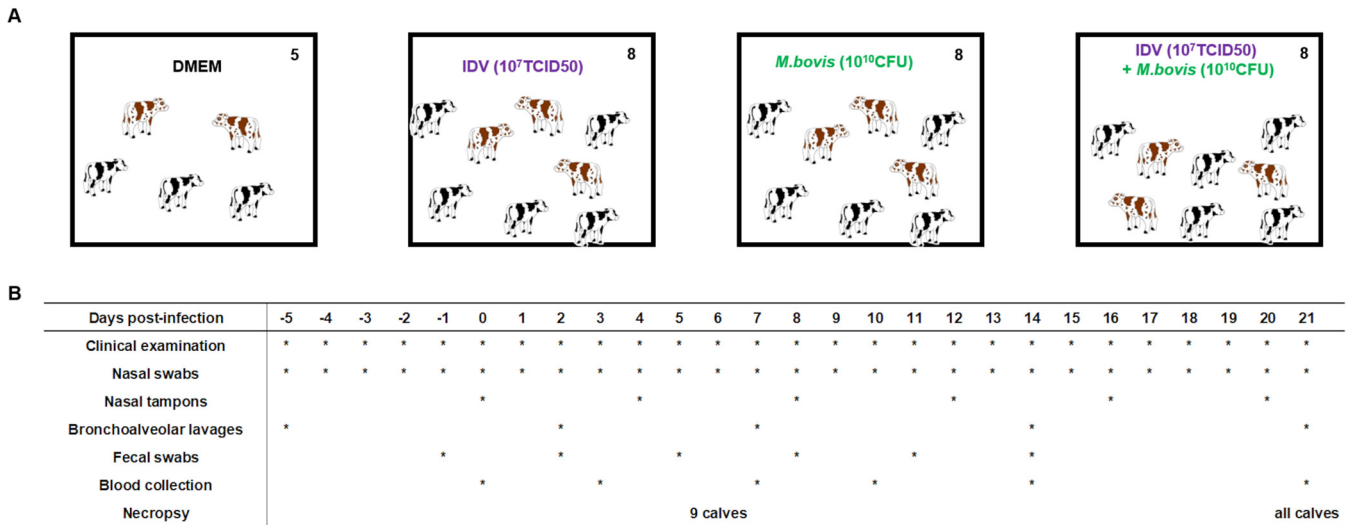 A
DMEM
5
IDV (10⁷TCID50)
8
M.bovis (10¹⁰CFU)
8
IDV (10⁷TCID50)
+ M.bovis (10¹⁰CFU)
8
B
Days post-infection -5 -4 -3 -2 -1 0 1 2 3 4 5 6 7 8 9 10 11 12 13 14 15 16 17 18 19 20 21
Clinical examination * * * * * * * * * * * * * * * * * * * * * * * * * * *
Nasal swabs * * * * * * * * * * * * * * * * * * * * * * * * * * *
Nasal tampons * * * * * *
Bronchoalveolar lavages * * * * *
Fecal swabs * * * * * *
Blood collection * * * * * *
Necropsy 9 calves all calves